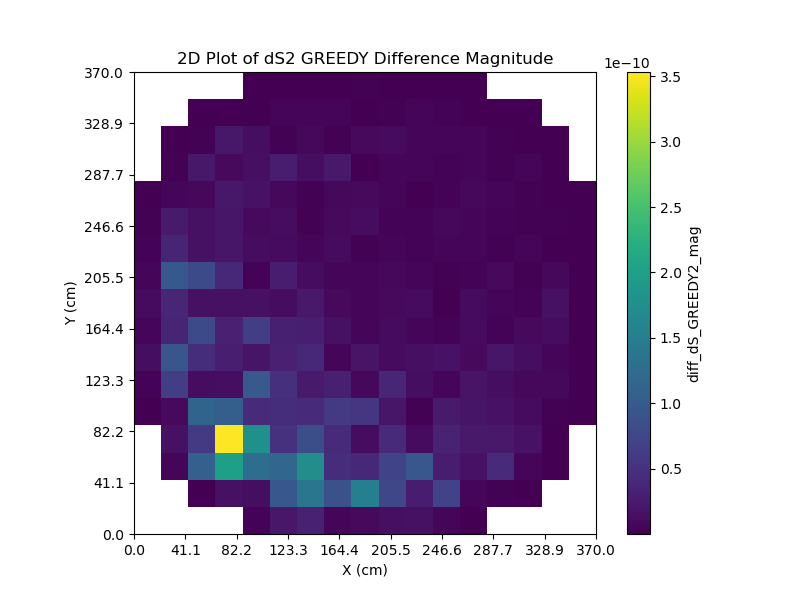 2D Plot of dS2 GREEDY Difference Magnitude
1e−10
370.0
328.9
287.7
246.6
205.5
164.4
123.3
82.2
41.1
0.0
Y (cm)
0.0 41.1 82.2 123.3 164.4 205.5 246.6 287.7 328.9 370.0
X (cm)
3.5
3.0
2.5
2.0
1.5
1.0
0.5
diff_dS_GREEDY2_mag